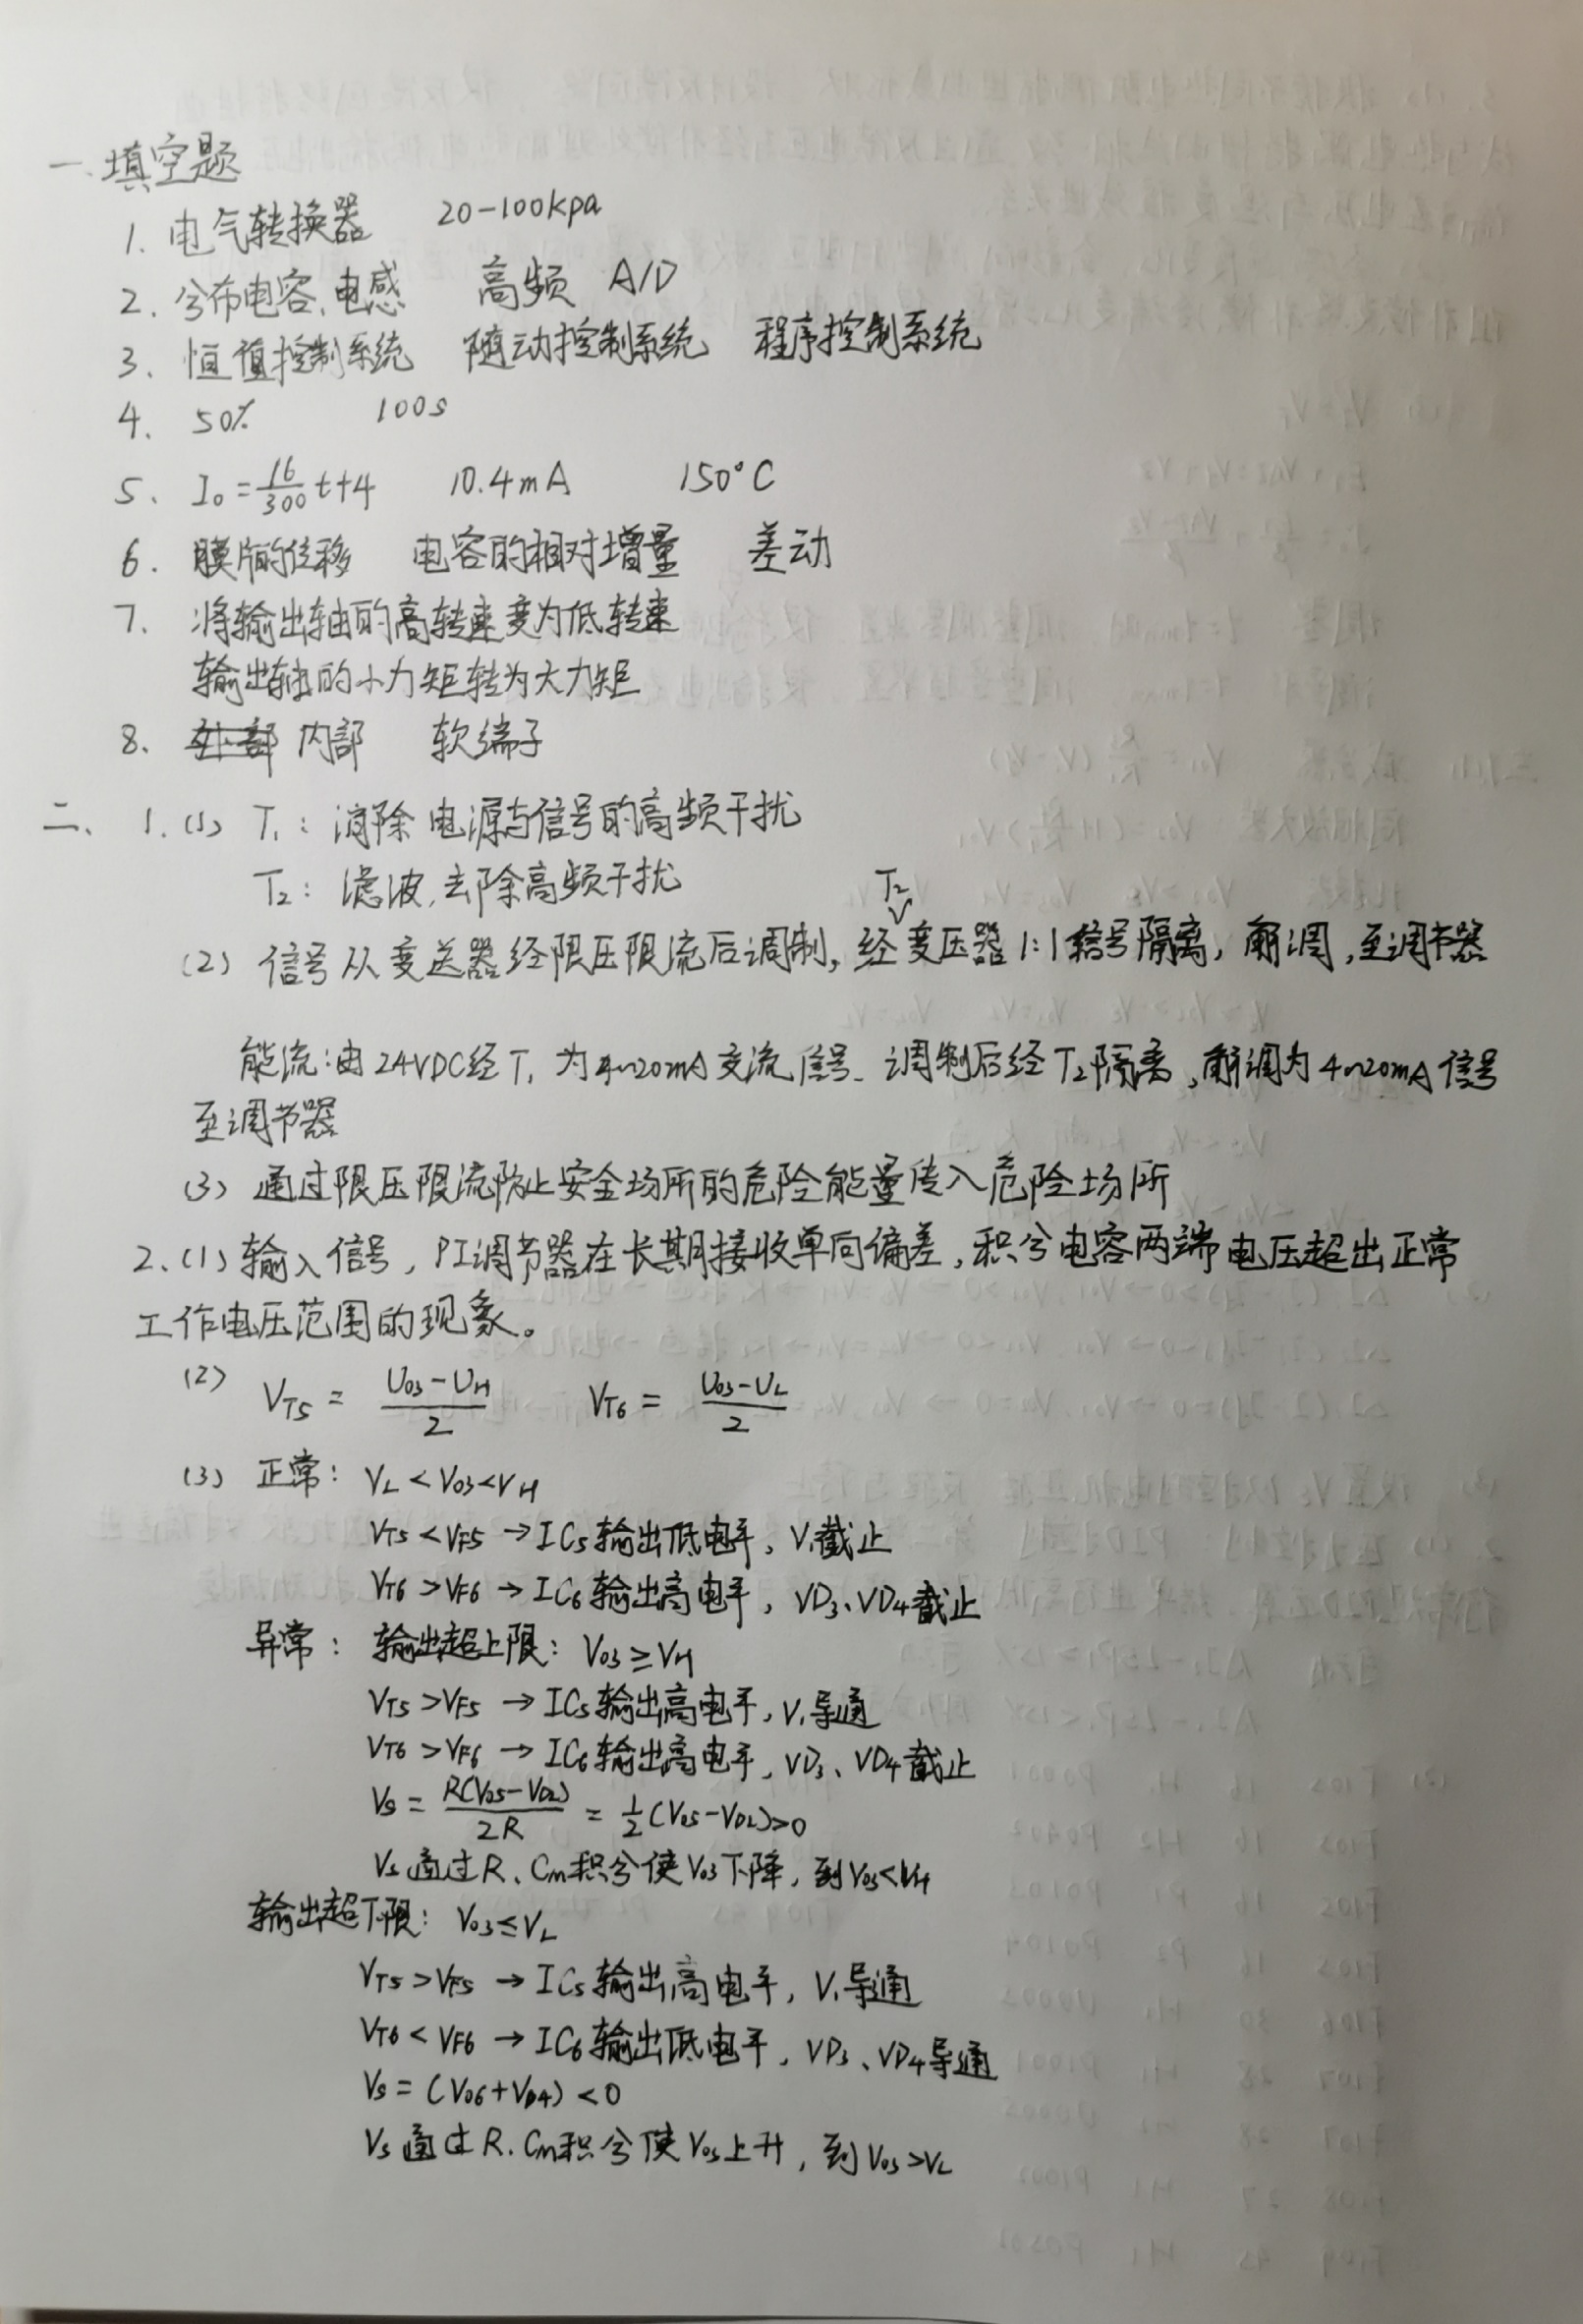 一、填空题
1. 电气转换器 20-100kpa
2. 分布电容、电感 高频 A/D
3、 恒值控制系统 随动控制系统 程序控制系统
4、 50% 100s
5、 I₀=16/300 t+4 10.4mA 150°C
6. 膜片的位移 电容的相对增量 差动
7. 将输出轴的高转速变为低转速
输出轴的小力矩转为大力矩
8、 外部 内部 软端子
二、 1.(1) T₁: 消除电源与信号的高频干扰
T₂: 滤波,去除高频干扰
(2) 信号从变送器经限压限流后调制,经T₂变压器1:1信号隔离,解调,至调节器
能流:由24VDC经T₁为4~20mA交流信号、调制后经T₂隔离,解调为4~20mA信号
至调节器
(3) 通过限压限流防止安全场所的危险能量传入危险场所
2.(1) 输入信号,PI调节器在长期接收单向偏差,积分电容两端电压超出正常
工作电压范围的现象。
(2) V_T5 = (U₀₃-U_H)/2 V_T6 = (U₀₃-U_L)/2
(3) 正常: V_L<V₀₃<V_H
V_T5<V_F5→IC₅输出低电平,V₁截止
V_T6>V_F6→IC₆输出高电平,VD₃、VD₄截止
异常: 输出超上限: V₀₃≥V_H
V_T5>V_F5→IC₅输出高电平,V₁导通
V_T6>V_F6→IC₆输出高电平,VD₃、VD₄截止
V_S = R(V₀₅-V_D2)/2R = 1/2(V₀₅-V_D2)>0
V_S通过R、C_m积分使V₀₃下降,到V₀₃<V_H
输出超下限: V₀₃≤V_L
V_T5>V_F5→IC₅输出高电平,V₁导通
V_T6<V_F6→IC₆输出低电平,VD₃、VD₄导通
V_S=(V₀₆+V_D4)<0
V_S通过R.C_m积分使V₀₃上升,到V₀₃>V_L